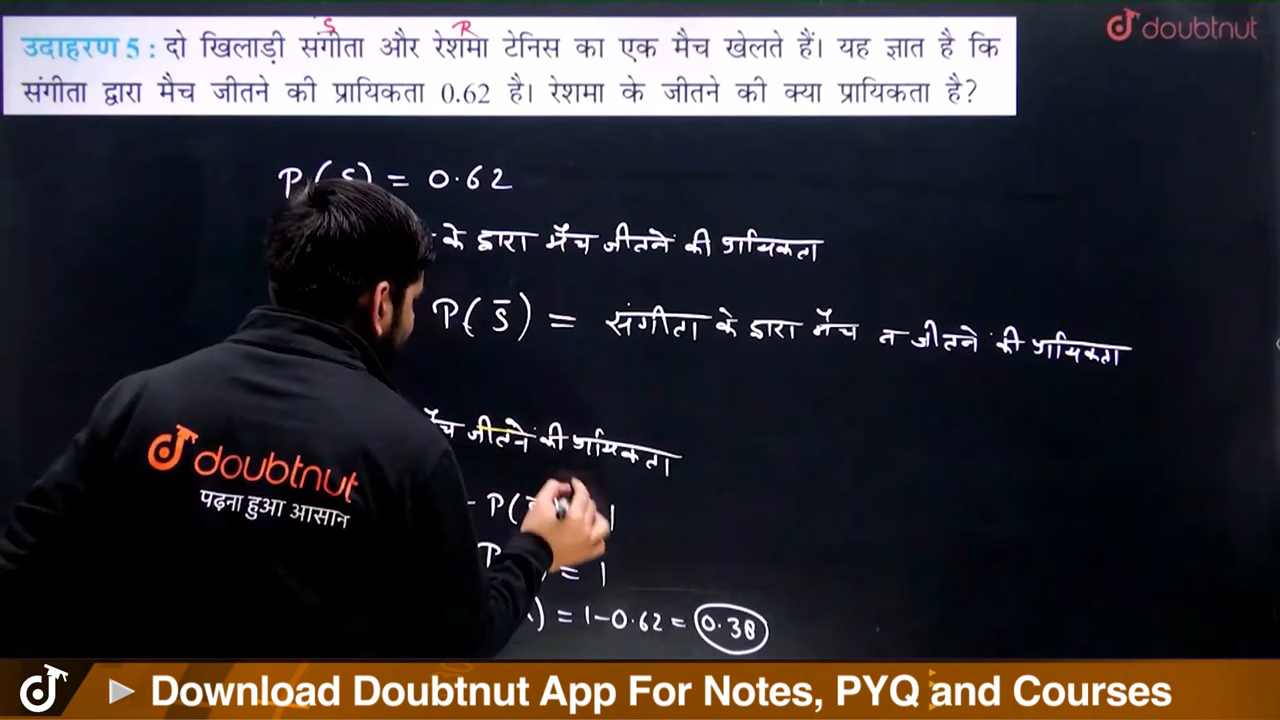 S R
उदाहरण 5 : दो खिलाड़ी संगीता और रेशमा टेनिस का एक मैच खेलते हैं। यह ज्ञात है कि
संगीता द्वारा मैच जीतने की प्रायिकता 0.62 है। रेशमा के जीतने की क्या प्रायिकता है?
doubtnut
P(S) = 0.62
के द्वारा मैच जीतने की प्रायिकता
P(S̄) = संगीता के द्वारा मैच न जीतने की प्रायिकता
जीतने की प्रायिकता
P( 1
P = 1
) = 1-0.62 = 0.38
doubtnut
पढ़ना हुआ आसान
Download Doubtnut App For Notes, PYQ and Courses